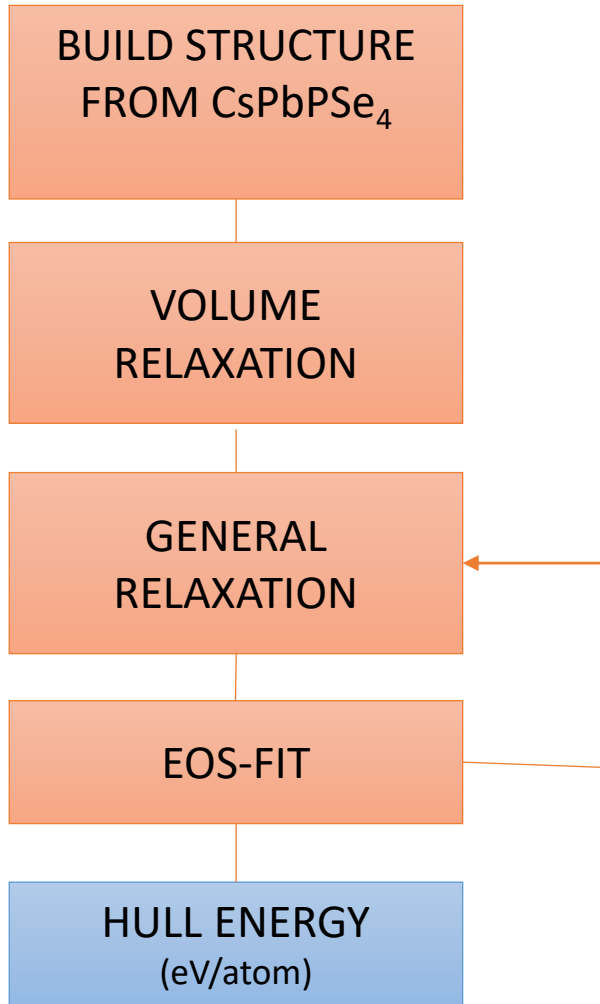 BUILD STRUCTURE
FROM CsPbPSe₄
VOLUME
RELAXATION
GENERAL
RELAXATION
EOS-FIT
HULL ENERGY
(eV/atom)